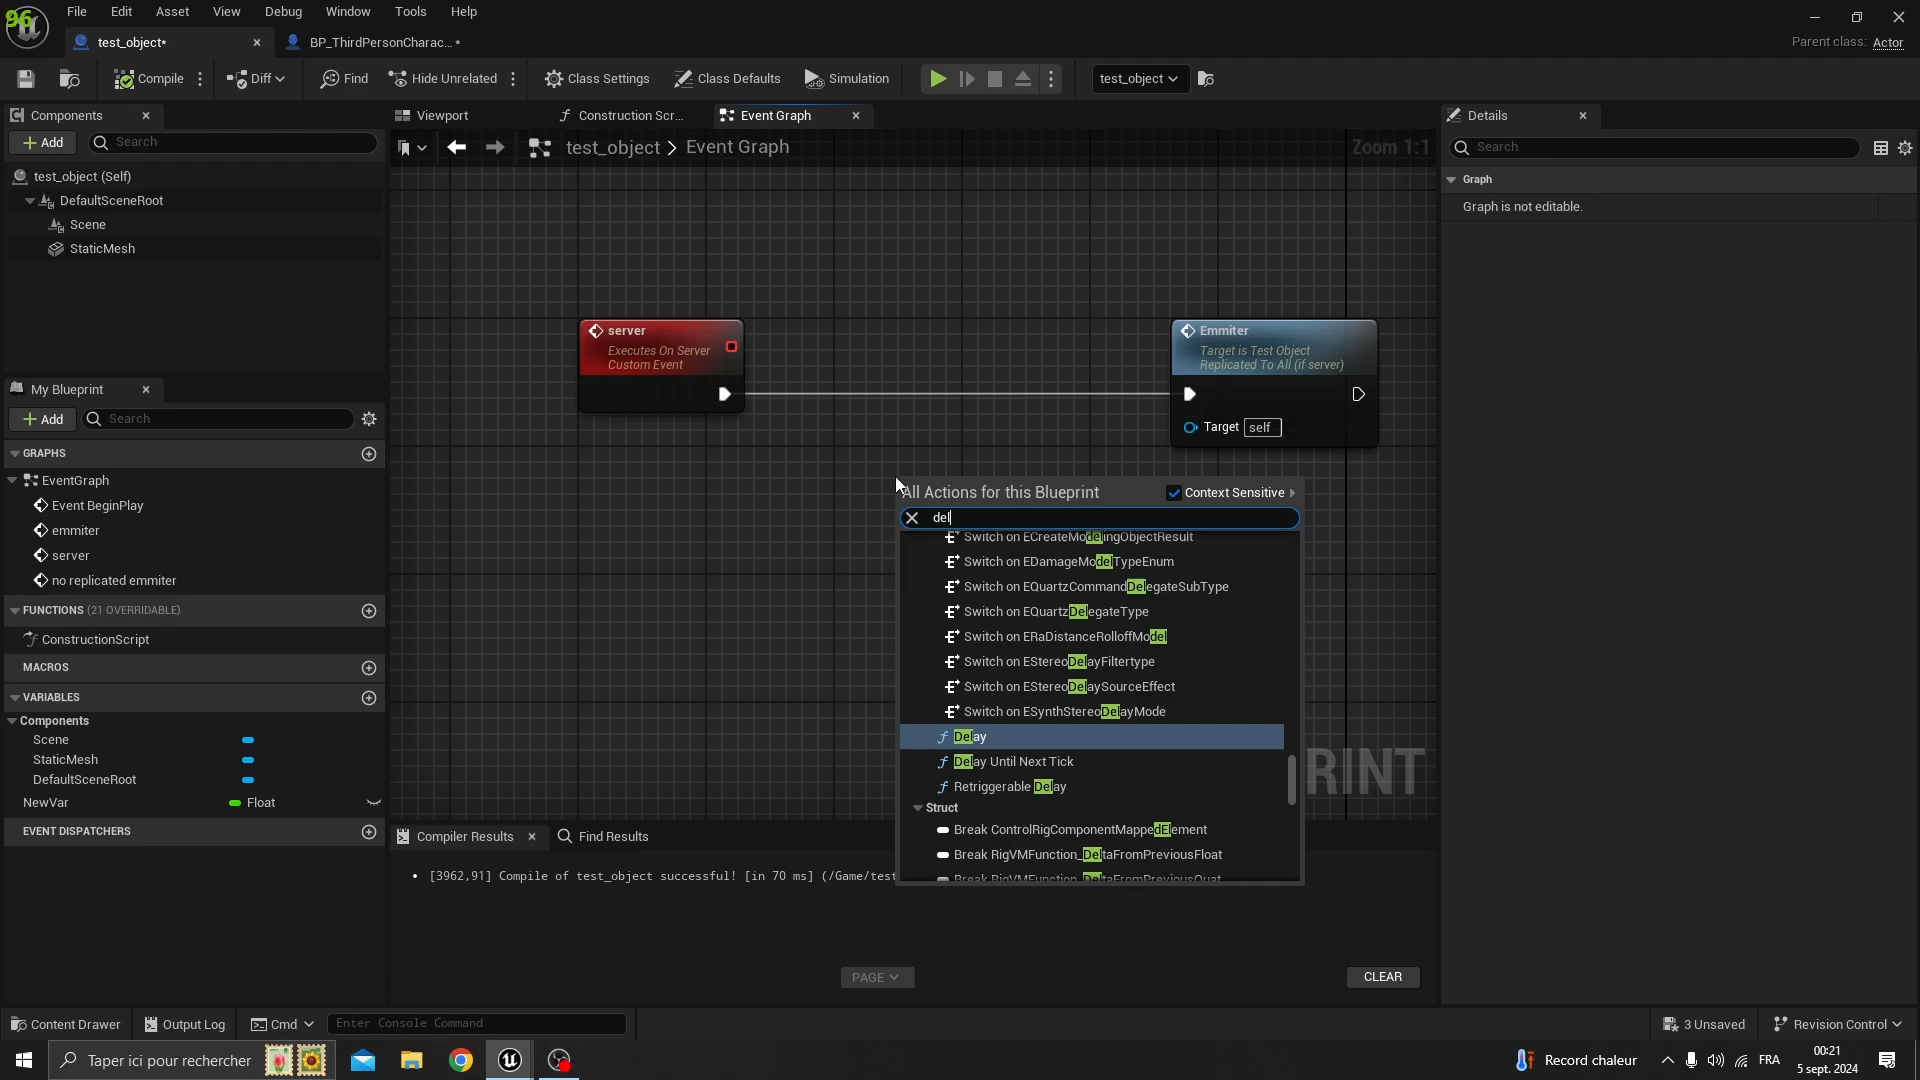 96
File Edit Asset View Debug Window Tools Help
test_object*
BP_ThirdPersonCharac... *
Parent class: Actor
Compile
Diff
Find
Hide Unrelated
Class Settings
Class Defaults
Simulation
test_object
Components
Add
Search
test_object (Self)
DefaultSceneRoot
Scene
StaticMesh
My Blueprint
Add
Search
GRAPHS
EventGraph
Event BeginPlay
emmiter
server
no replicated emmiter
FUNCTIONS (21 OVERRIDABLE)
ConstructionScript
MACROS
VARIABLES
Components
Scene
StaticMesh
DefaultSceneRoot
NewVar Float
EVENT DISPATCHERS
Viewport
Construction Scr...
Event Graph
test_object > Event Graph
Zoom 1:1
server
Executes On Server
Custom Event
Emmiter
Target is Test Object
Replicated To All (if server)
Target self
All Actions for this Blueprint
Context Sensitive
del
Switch on ECreateModelingObjectResult
Switch on EDamageModelTypeEnum
Switch on EQuartzCommandDelegateSubType
Switch on EQuartzDelegateType
Switch on ERaDistanceRolloffModel
Switch on EStereoDelayFiltertype
Switch on EStereoDelaySourceEffect
Switch on ESynthStereoDelayMode
Delay
Delay Until Next Tick
Retriggerable Delay
Struct
Break ControlRigComponentMappedElement
Break RigVMFunction_DeltaFromPreviousFloat
Break RigVMFunction_DeltaFromPreviousQuat
RINT
Compiler Results
Find Results
• [3962,91] Compile of test_object successful! [in 70 ms] (/Game/test
PAGE
CLEAR
Details
Search
Graph
Graph is not editable.
Content Drawer
Output Log
Cmd
Enter Console Command
3 Unsaved
Revision Control
Taper ici pour rechercher
Record chaleur
FRA
00:21
5 sept. 2024